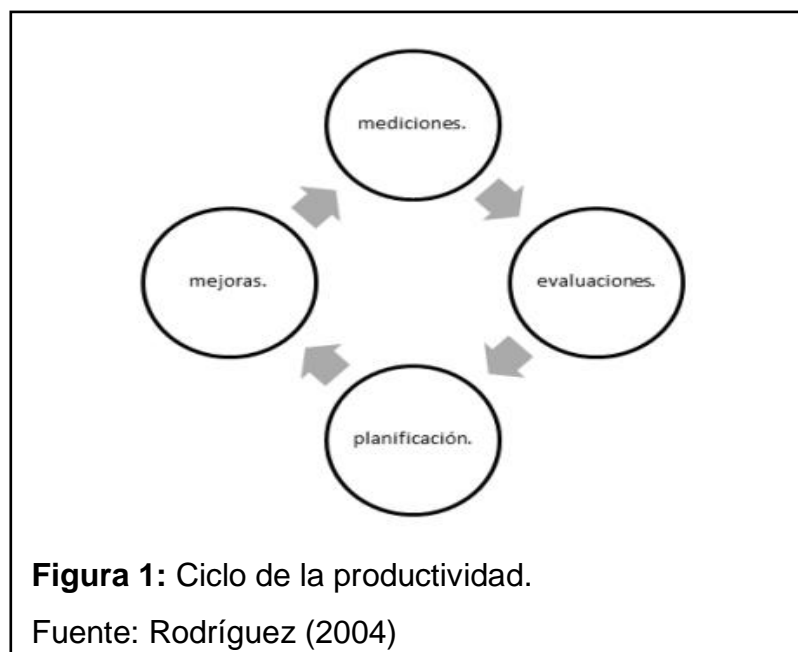 mediciones.
mejoras.
evaluaciones.
planificación.
Figura 1: Ciclo de la productividad.
Fuente: Rodríguez (2004)